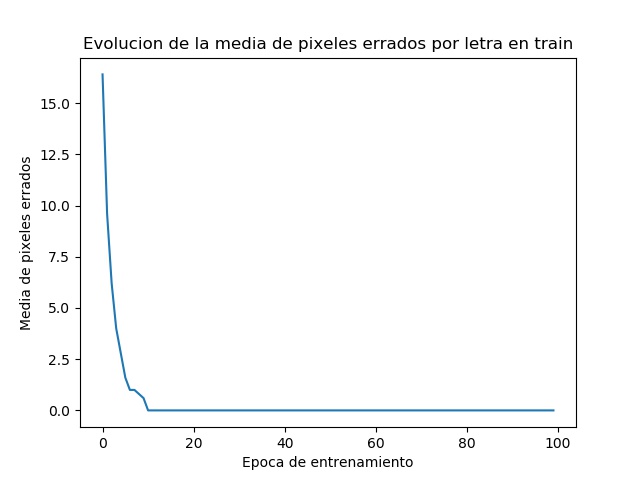 Evolucion de la media de pixeles errados por letra en train
Media de pixeles errados
15.0
12.5
10.0
7.5
5.0
2.5
0.0
0 20 40 60 80 100
Epoca de entrenamiento